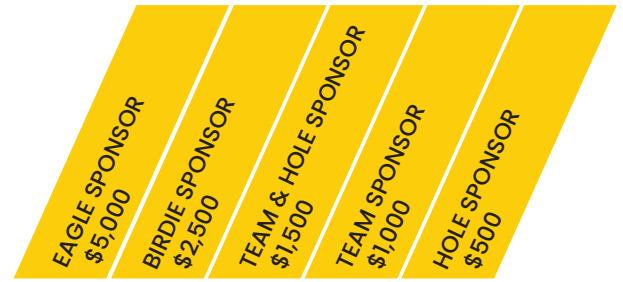 EAGLE SPONSOR
$5,000
BIRDIE SPONSOR
$2,500
TEAM & HOLE SPONSOR
$1,500
TEAM SPONSOR
$1,000
HOLE SPONSOR
$500